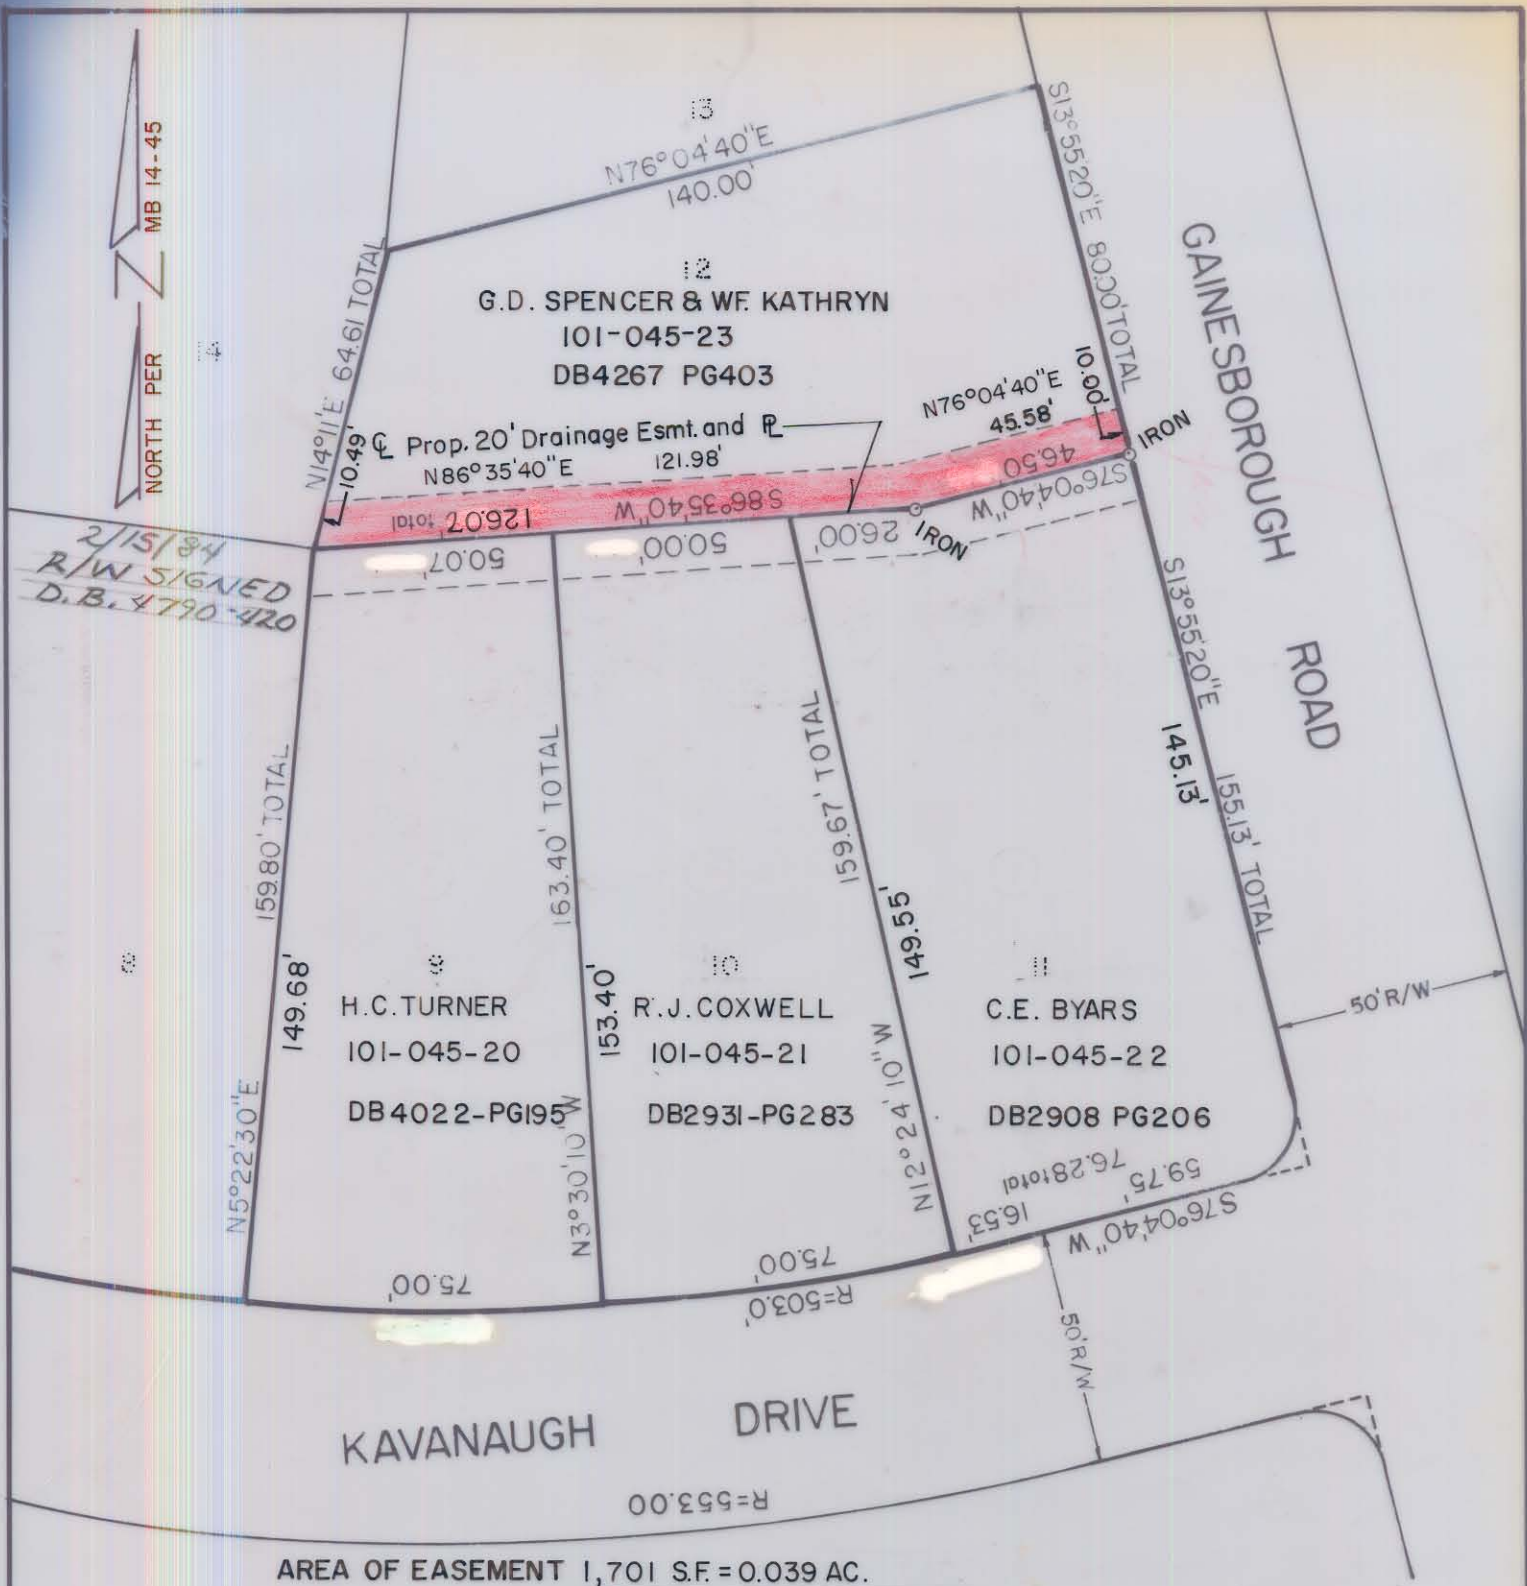 NORTH PER MB 14-45
N
13
N76°04'40"E
140.00'
S13°55'20"E 80.00' TOTAL
GAINESBOROUGH ROAD
N14°11'E 64.61 TOTAL
12
G.D. SPENCER & WF. KATHRYN
101-045-23
DB4267 PG403
4
10.49'
℄ Prop. 20' Drainage Esmt. and ℙL
N86°35'40"E 121.98'
N76°04'40"E
45.58'
10.00'
IRON
126.07' total
S86°35'40"W
46.50'
S76°04'40"W
50.07'
50.00'
26.00'
IRON
2/15/84
R/W SIGNED
D.B. 4790-420
S13°55'20"E 155.13' TOTAL
145.13'
159.80' TOTAL
149.68'
N5°22'30"E
163.40' TOTAL
153.40'
N3°30'10"W
159.67' TOTAL
149.55'
N12°24'10"W
8
9
H.C. TURNER
101-045-20
DB4022-PG195
10
R.J. COXWELL
101-045-21
DB2931-PG283
11
C.E. BYARS
101-045-22
DB2908 PG206
50'R/W
76.28 total
59.75'
16.53'
S76°04'40"W
75.00'
75.00'
R=503.0'
50'R/W
KAVANAUGH DRIVE
R=553.00
AREA OF EASEMENT 1,701 S.F. = 0.039 AC.